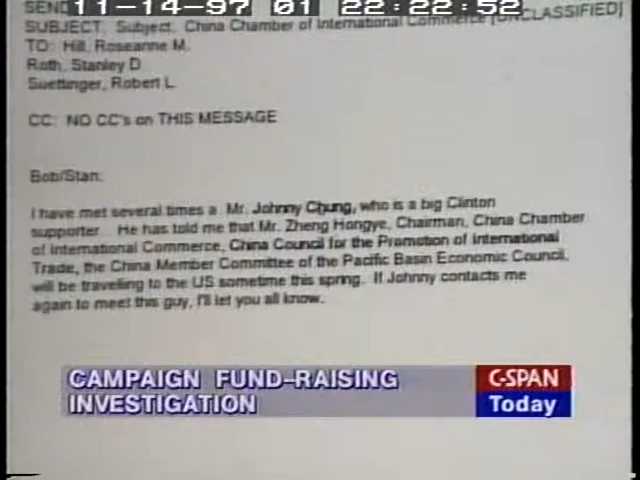 11-14-97 01 22:22:52
SUBJECT: Subject: China Chamber of International Commerce [UNCLASSIFIED]
TO: Hill, Roseanne M.
Roth, Stanley D
Suettinger, Robert L
CC: NO CC's on THIS MESSAGE
Bob/Stan,
I have met several times a Mr. Johnny Chung, who is a big Clinton
supporter. He has told me that Mr. Zheng Hongye, Chairman, China Chamber
of International Commerce, China Council for the Promotion of International
Trade, the China Member Committee of the Pacific Basin Economic Council,
will be travelling to the US sometime this spring. If Johnny contacts me
again to meet this guy, I'll let you all know.
CAMPAIGN FUND-RAISING
INVESTIGATION
C-SPAN
Today